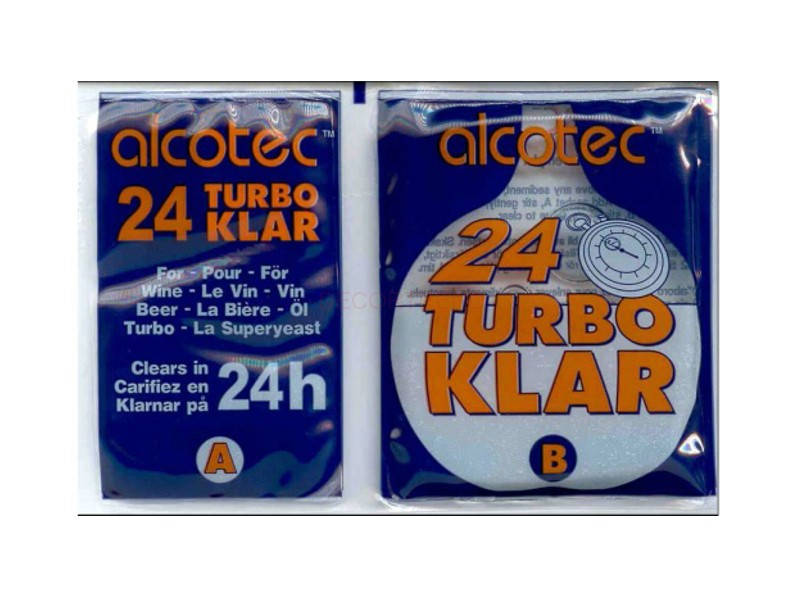 alcotec™
24 TURBO KLAR
For - Pour - För
Wine - Le Vin - Vin
Beer - La Bière - Öl
Turbo - La Superyeast
Clears in
Carifiez en
Klarnar på
24h
A
alcotec™
24
TURBO
KLAR
B